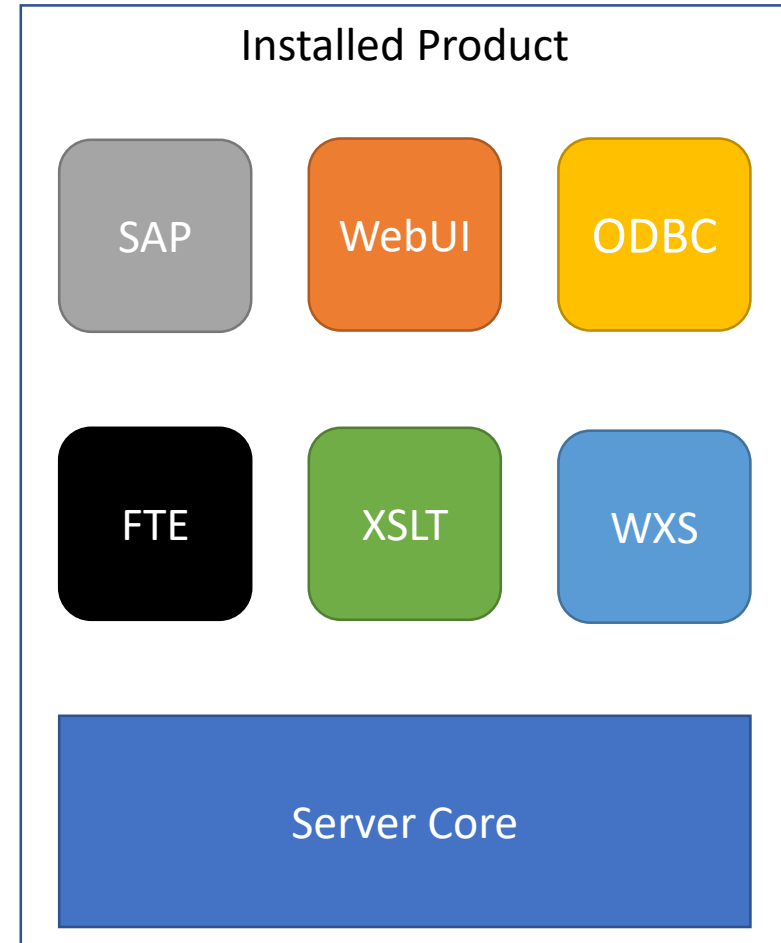 Installed Product
SAP
WebUI
ODBC
FTE
XSLT
WXS
Server Core